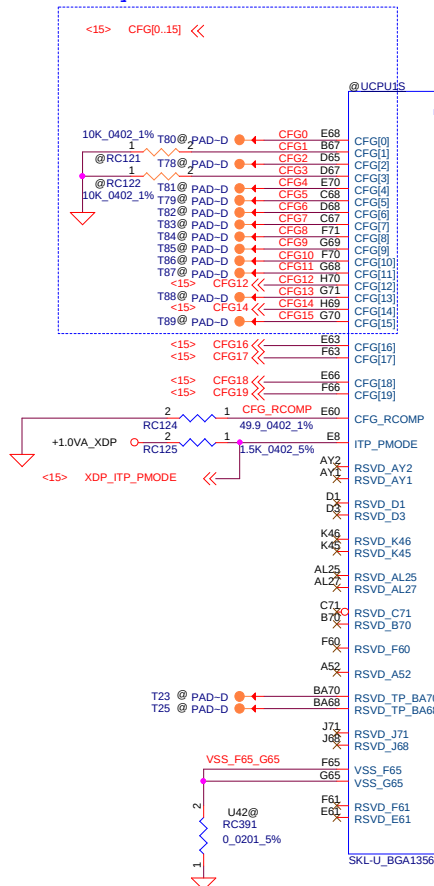 <15> CFG[0..15]
@UCPU1S
10K_0402_1%
1 2
@RC121
1 2
@RC122
10K_0402_1%
T80@ PAD~D CFG0 E68 CFG[0]
CFG1 B67 CFG[1]
T78@ PAD~D CFG2 D65 CFG[2]
CFG3 D67 CFG[3]
T81@ PAD~D CFG4 E70 CFG[4]
T79@ PAD~D CFG5 C68 CFG[5]
T82@ PAD~D CFG6 D68 CFG[6]
T83@ PAD~D CFG7 C67 CFG[7]
T84@ PAD~D CFG8 F71 CFG[8]
T85@ PAD~D CFG9 G69 CFG[9]
T86@ PAD~D CFG10 F70 CFG[10]
T87@ PAD~D CFG11 G68 CFG[11]
<15> CFG12 CFG12 H70 CFG[12]
T88@ PAD~D CFG13 G71 CFG[13]
<15> CFG14 CFG14 H69 CFG[14]
T89@ PAD~D CFG15 G70 CFG[15]
<15> CFG16 E63 CFG[16]
<15> CFG17 F63 CFG[17]
<15> CFG18 E66 CFG[18]
<15> CFG19 F66 CFG[19]
2 1 CFG_RCOMP E60 CFG_RCOMP
RC124 49.9_0402_1%
+1.0VA_XDP 2 1 E8 ITP_PMODE
RC125 1.5K_0402_5%
<15> XDP_ITP_PMODE
AY2 RSVD_AY2
AY1 RSVD_AY1
D1 RSVD_D1
D3 RSVD_D3
K46 RSVD_K46
K45 RSVD_K45
AL25 RSVD_AL25
AL27 RSVD_AL27
C71 RSVD_C71
B70 RSVD_B70
F60 RSVD_F60
A52 RSVD_A52
T23 @ PAD~D BA70 RSVD_TP_BA70
T25 @ PAD~D BA68 RSVD_TP_BA68
J71 RSVD_J71
J68 RSVD_J68
VSS_F65_G65 F65 VSS_F65
G65 VSS_G65
F61 RSVD_F61
E61 RSVD_E61
2
U42@
RC391
0_0201_5%
1
SKL-U_BGA1356